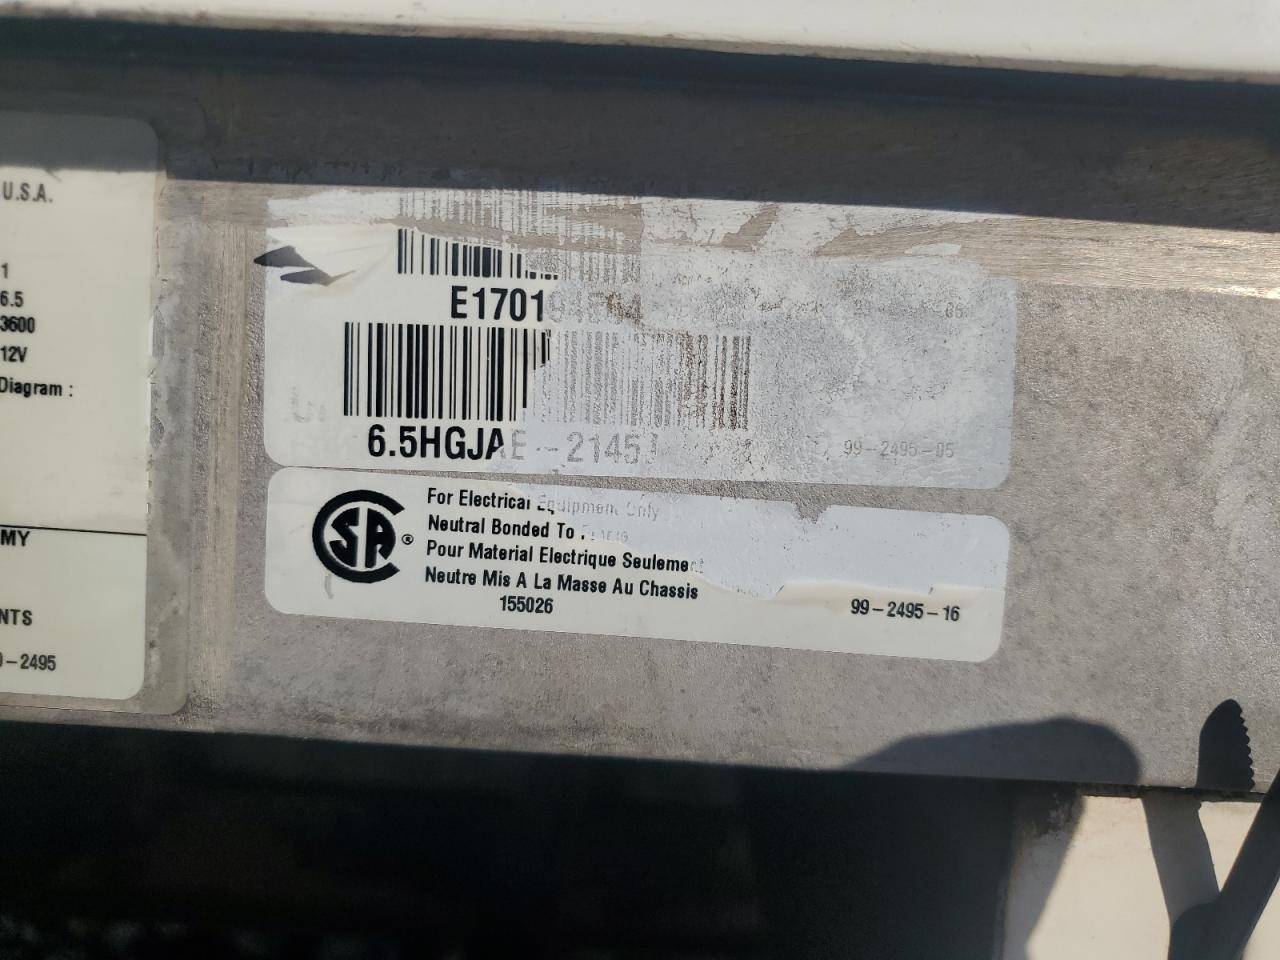 U.S.A.
1
6.5
3600
12V
Diagram :
MY
NTS
9-2495
6.5HGJAE--2145
99-2495-05
For Electrical Equipment Only
Neutral Bonded To
Pour Material Electrique Seulement
Neutre Mis A La Masse Au Chassis
155026
99-2495-16
SA ®